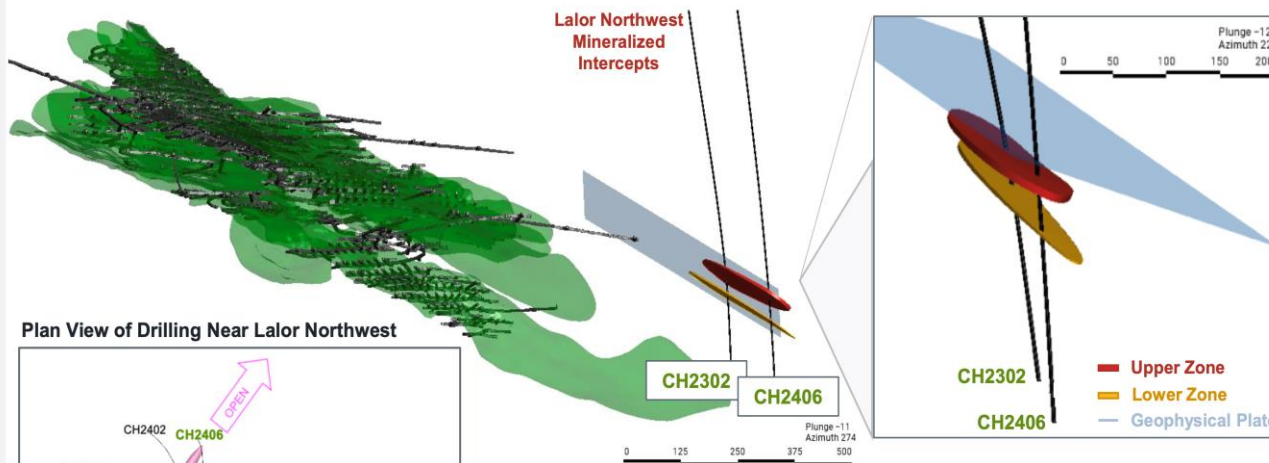 Lalor Northwest
Mineralized
Intercepts
Plunge -12
Azimuth 22
0 50 100 150 200
CH2302
CH2406
Upper Zone
Lower Zone
Geophysical Plate
CH2302
CH2406
Plunge -11
Azimuth 274
0 125 250 375 500
Plan View of Drilling Near Lalor Northwest
OPEN
CH2402
CH2406